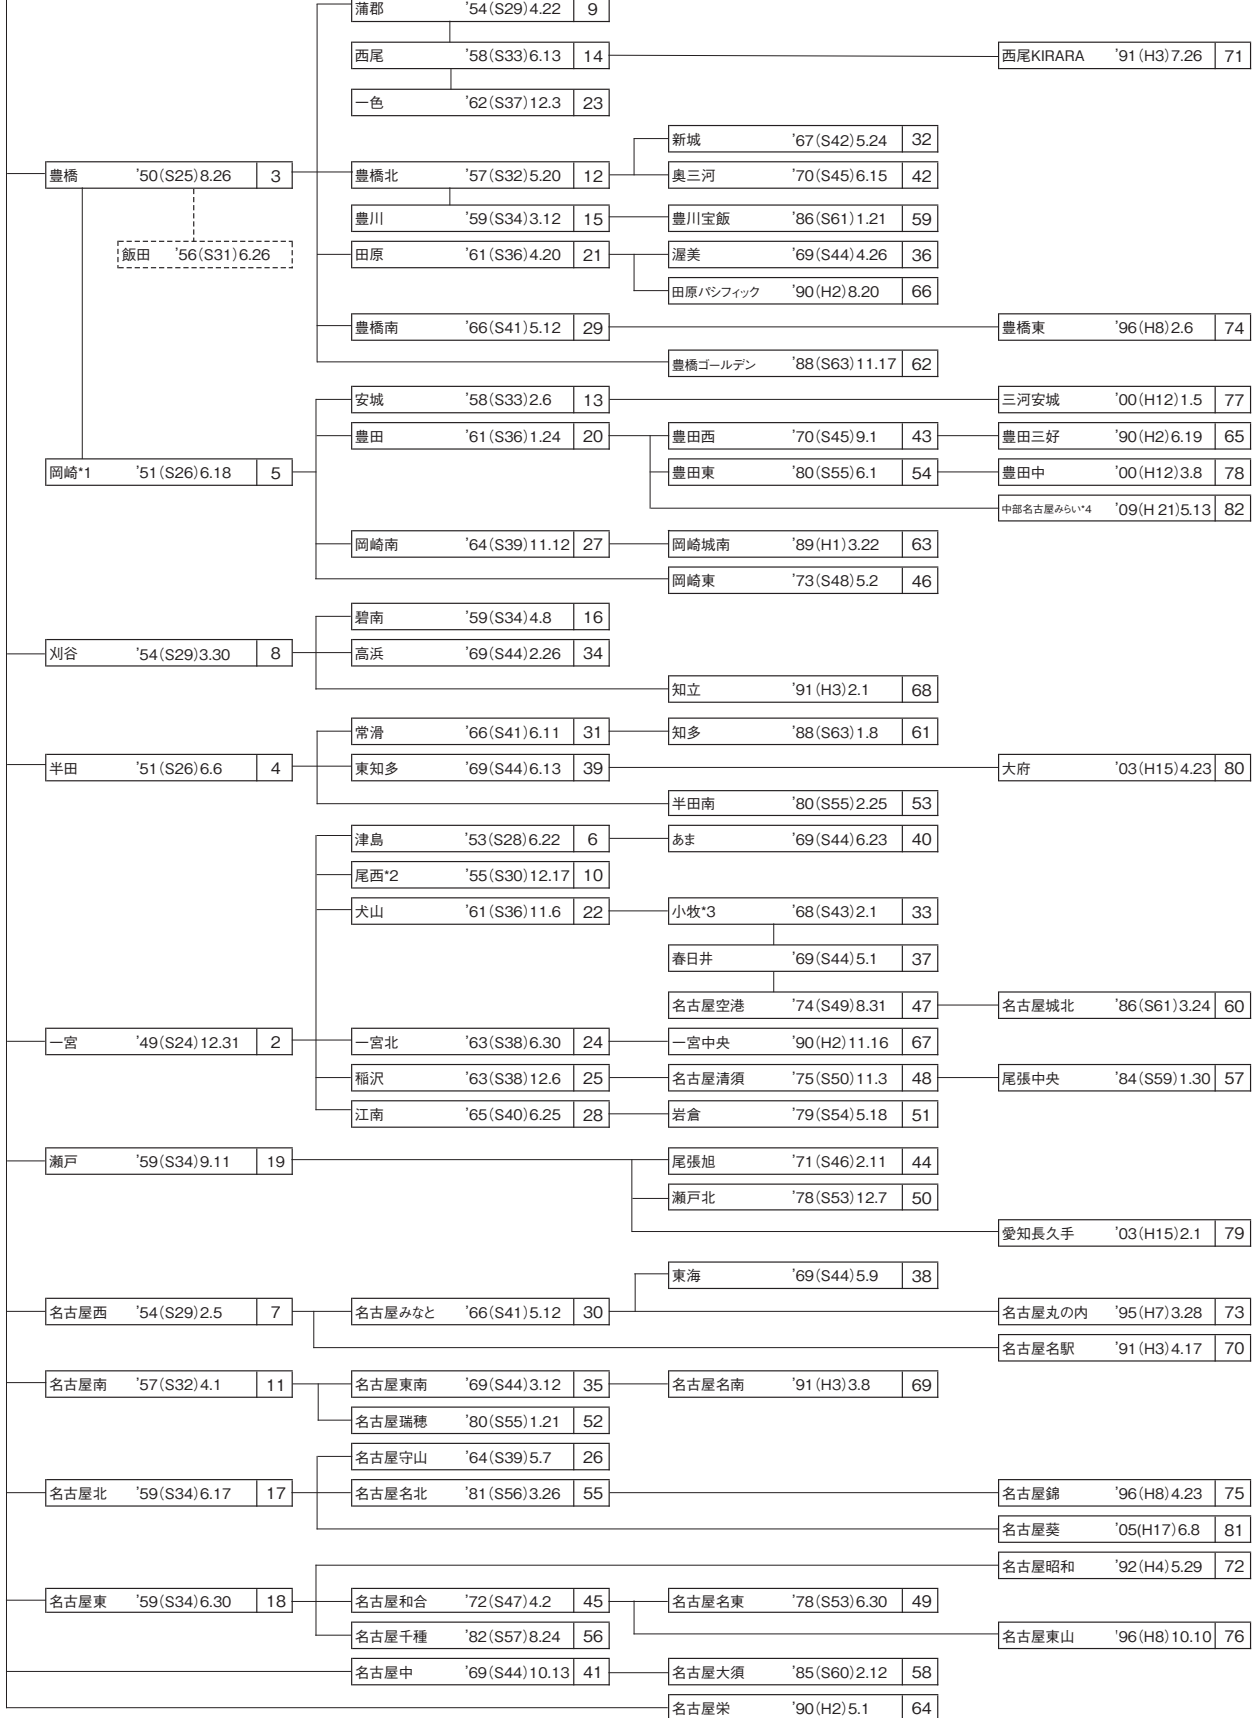 蒲郡 '54(S29)4.22 9
西尾 '58(S33)6.13 14 西尾KIRARA '91(H3)7.26 71
一色 '62(S37)12.3 23
新城 '67(S42)5.24 32
豊橋 '50(S25)8.26 3 豊橋北 '57(S32)5.20 12 奥三河 '70(S45)6.15 42
豊川 '59(S34)3.12 15 豊川宝飯 '86(S61)1.21 59
飯田 '56(S31)6.26 田原 '61(S36)4.20 21 渥美 '69(S44)4.26 36
田原パシフィック '90(H2)8.20 66
豊橋南 '66(S41)5.12 29 豊橋東 '96(H8)2.6 74
豊橋ゴールデン '88(S63)11.17 62
安城 '58(S33)2.6 13 三河安城 '00(H12)1.5 77
豊田 '61(S36)1.24 20 豊田西 '70(S45)9.1 43 豊田三好 '90(H2)6.19 65
岡崎*1 '51(S26)6.18 5 豊田東 '80(S55)6.1 54 豊田中 '00(H12)3.8 78
中部名古屋みらい*4 '09(H 21)5.13 82
岡崎南 '64(S39)11.12 27 岡崎城南 '89(H1)3.22 63
岡崎東 '73(S48)5.2 46
碧南 '59(S34)4.8 16
刈谷 '54(S29)3.30 8 高浜 '69(S44)2.26 34
知立 '91(H3)2.1 68
常滑 '66(S41)6.11 31 知多 '88(S63)1.8 61
半田 '51(S26)6.6 4 東知多 '69(S44)6.13 39 大府 '03(H15)4.23 80
半田南 '80(S55)2.25 53
津島 '53(S28)6.22 6 あま '69(S44)6.23 40
尾西*2 '55(S30)12.17 10
犬山 '61(S36)11.6 22 小牧*3 '68(S43)2.1 33
春日井 '69(S44)5.1 37
名古屋空港 '74(S49)8.31 47 名古屋城北 '86(S61)3.24 60
一宮 '49(S24)12.31 2 一宮北 '63(S38)6.30 24 一宮中央 '90(H2)11.16 67
稲沢 '63(S38)12.6 25 名古屋清須 '75(S50)11.3 48 尾張中央 '84(S59)1.30 57
江南 '65(S40)6.25 28 岩倉 '79(S54)5.18 51
瀬戸 '59(S34)9.11 19 尾張旭 '71(S46)2.11 44
瀬戸北 '78(S53)12.7 50
愛知長久手 '03(H15)2.1 79
東海 '69(S44)5.9 38
名古屋西 '54(S29)2.5 7 名古屋みなと '66(S41)5.12 30 名古屋丸の内 '95(H7)3.28 73
名古屋名駅 '91(H3)4.17 70
名古屋南 '57(S32)4.1 11 名古屋東南 '69(S44)3.12 35 名古屋名南 '91(H3)3.8 69
名古屋瑞穂 '80(S55)1.21 52
名古屋守山 '64(S39)5.7 26
名古屋北 '59(S34)6.17 17 名古屋名北 '81(S56)3.26 55 名古屋錦 '96(H8)4.23 75
名古屋葵 '05(H17)6.8 81
名古屋昭和 '92(H4)5.29 72
名古屋東 '59(S34)6.30 18 名古屋和合 '72(S47)4.2 45 名古屋名東 '78(S53)6.30 49
名古屋千種 '82(S57)8.24 56 名古屋東山 '96(H8)10.10 76
名古屋中 '69(S44)10.13 41 名古屋大須 '85(S60)2.12 58
名古屋栄 '90(H2)5.1 64